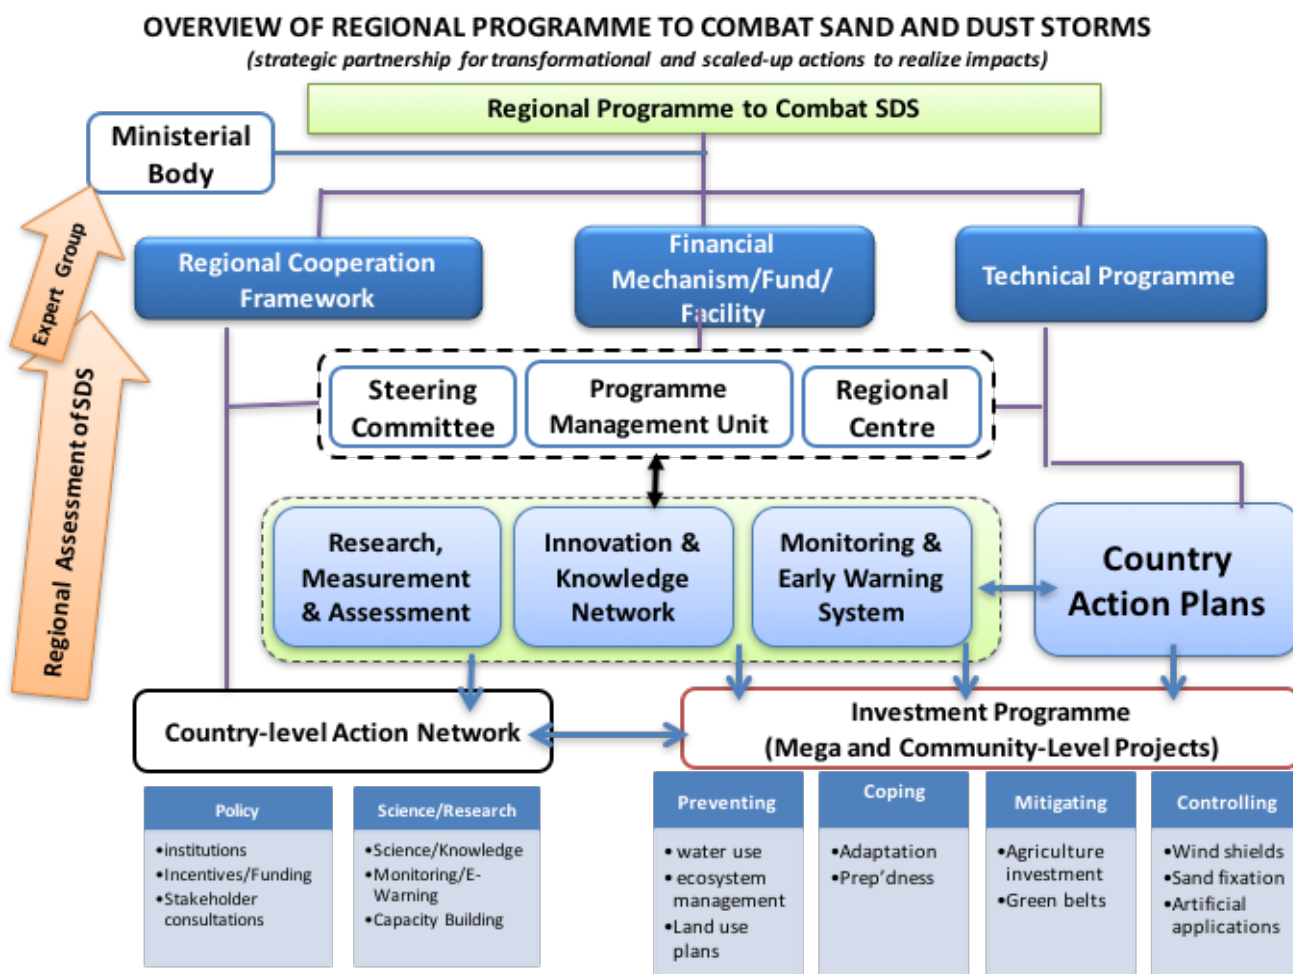 OVERVIEW OF REGIONAL PROGRAMME TO COMBAT SAND AND DUST STORMS
(strategic partnership for transformational and scaled-up actions to realize impacts)
Regional Programme to Combat SDS
Ministerial
Body
Expert Group
Regional Assessment of SDS
Regional Cooperation
Framework
Financial
Mechanism/Fund/
Facility
Technical Programme
Steering
Committee
Programme
Management Unit
Regional
Centre
Research,
Measurement
& Assessment
Innovation &
Knowledge
Network
Monitoring &
Early Warning
System
Country
Action Plans
Country-level Action Network
Investment Programme
(Mega and Community-Level Projects)
Policy
•institutions
•Incentives/Funding
•Stakeholder
consultations
Science/Research
•Science/Knowledge
•Monitoring/E-
Warning
•Capacity Building
Preventing
• water use
• ecosystem
management
•Land use
plans
Coping
•Adaptation
•Prep'dness
Mitigating
•Agriculture
investment
•Green belts
Controlling
•Wind shields
•Sand fixation
•Artificial
applications